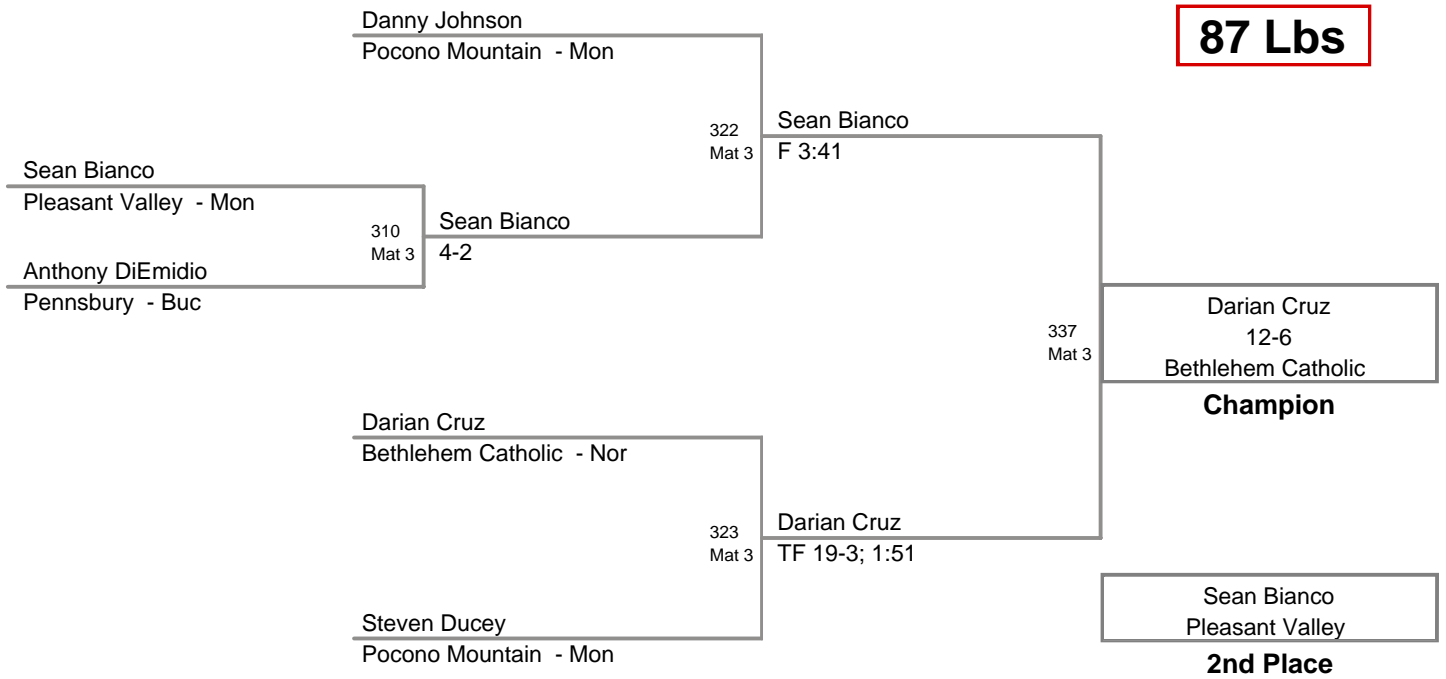 Danny Johnson
Pocono Mountain - Mon
87 Lbs
322
Mat 3
Sean Bianco
F 3:41
Sean Bianco
Pleasant Valley - Mon
310
Mat 3
Sean Bianco
4-2
Anthony DiEmidio
Pennsbury - Buc
337
Mat 3
Darian Cruz
12-6
Bethlehem Catholic
Champion
Darian Cruz
Bethlehem Catholic - Nor
323
Mat 3
Darian Cruz
TF 19-3; 1:51
Steven Ducey
Pocono Mountain - Mon
Sean Bianco
Pleasant Valley
2nd Place